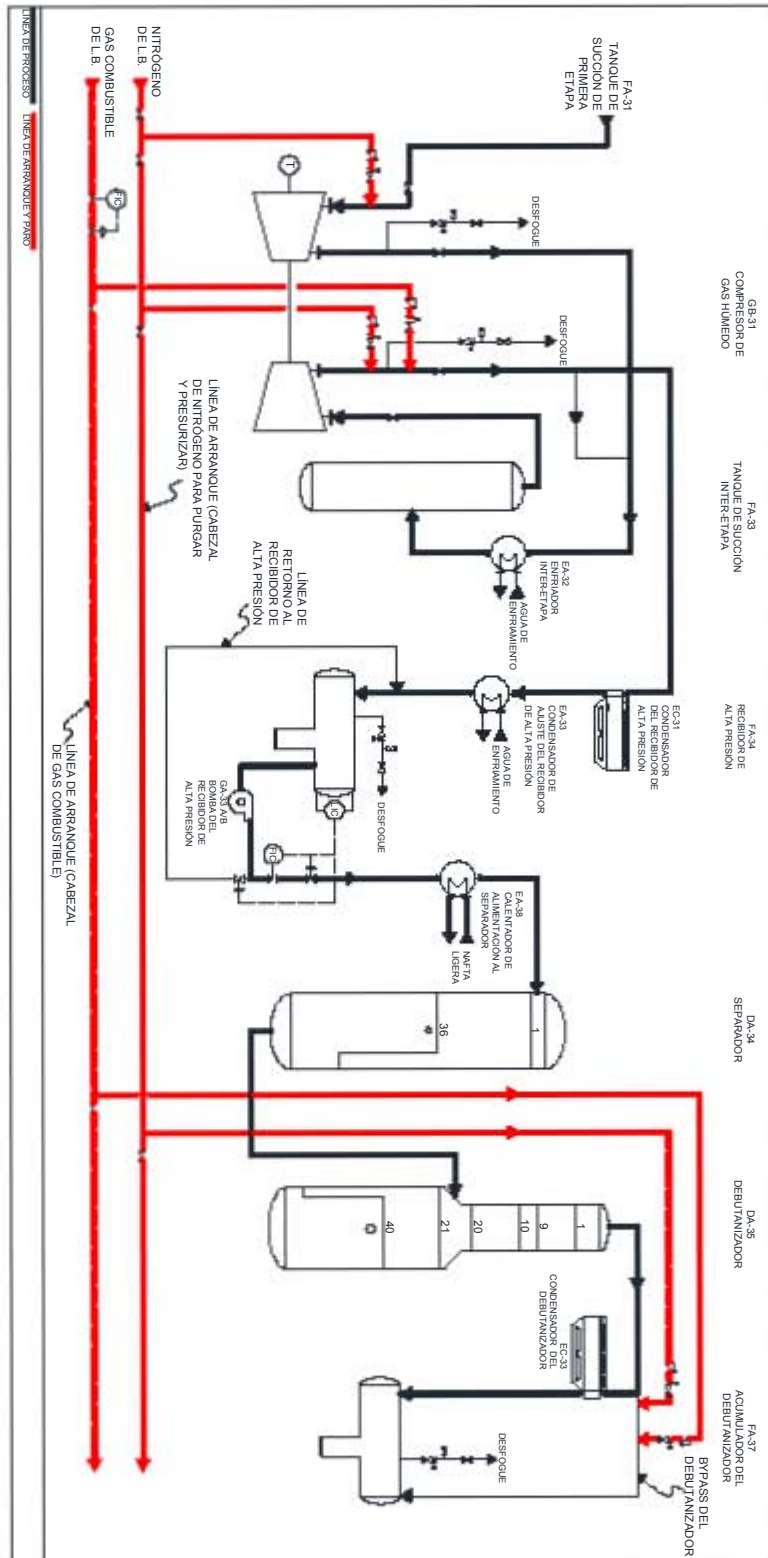 FA-31
TANQUE DE
SUCCIÓN DE
PRIMERA
ETAPA
GB-31
COMPRESOR DE
GAS HÚMEDO
FA-33
TANQUE DE SUCCIÓN
INTER-ETAPA
FA-34
RECIBIDOR DE
ALTA PRESIÓN
DA-34
SEPARADOR
DA-35
DEBUTANIZADOR
FA-37
ACUMULADOR DEL
DEBUTANIZADOR
BYPASS DEL
DEBUTANIZADOR
DESFOGUE
DESFOGUE
T
EA-32
ENFRIADOR
INTER-ETAPA
AGUA DE
ENFRIAMIENTO
EC-31
CONDENSADOR
DEL RECIBIDOR DE
ALTA PRESIÓN
EA-33
CONDENSADOR DE
AJUSTE DEL RECIBIDOR
DE ALTA PRESIÓN
AGUA DE
ENFRIAMIENTO
DESFOGUE
GA-33 A/B
BOMBA DEL
RECIBIDOR DE
ALTA PRESIÓN
FIC
EA-38
CALENTADOR DE
ALIMENTACIÓN AL
SEPARADOR
NAFTA
LIGERA
1
36
1
9
10
20
21
40
EC-33
CONDENSADOR DEL
DEBUTANIZADOR
DESFOGUE
LÍNEA DE
RETORNO AL
RECIBIDOR DE
ALTA PRESIÓN
LÍNEA DE ARRANQUE (CABEZAL
DE NITRÓGENO PARA PURGAR
Y PRESURIZAR)
NITRÓGENO
DE L.B.
GAS COMBUSTIBLE
DE L.B.
FIC
LÍNEA DE ARRANQUE (CABEZAL
DE GAS COMBUSTIBLE)
LÍNEA DE PROCESO
LÍNEA DE ARRANQUE Y PARO